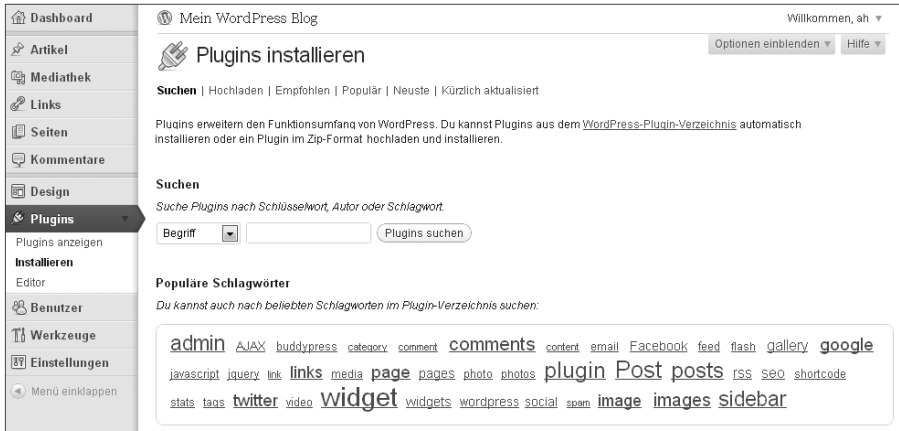 Dashboard
Artikel
Mediathek
Links
Seiten
Kommentare
Design
Plugins
Plugins anzeigen
Installieren
Editor
Benutzer
Werkzeuge
Einstellungen
Menü einklappen
Mein WordPress Blog
Willkommen, ah
Plugins installieren
Optionen einblenden
Hilfe
Suchen | Hochladen | Empfohlen | Populär | Neuste | Kürzlich aktualisiert
Plugins erweitern den Funktionsumfang von WordPress. Du kannst Plugins aus dem WordPress-Plugin-Verzeichnis automatisch
installieren oder ein Plugin im Zip-Format hochladen und installieren.
Suchen
Suche Plugins nach Schlüsselwort, Autor oder Schlagwort.
Begriff
Plugins suchen
Populäre Schlagwörter
Du kannst auch nach beliebten Schlagworten im Plugin-Verzeichnis suchen:
admin AJAX buddypress category comment comments content email Facebook feed flash gallery google
javascript jquery link links media page pages photo photos plugin Post posts rss seo shortcode
stats tags twitter video widget widgets wordpress social spam image images sidebar